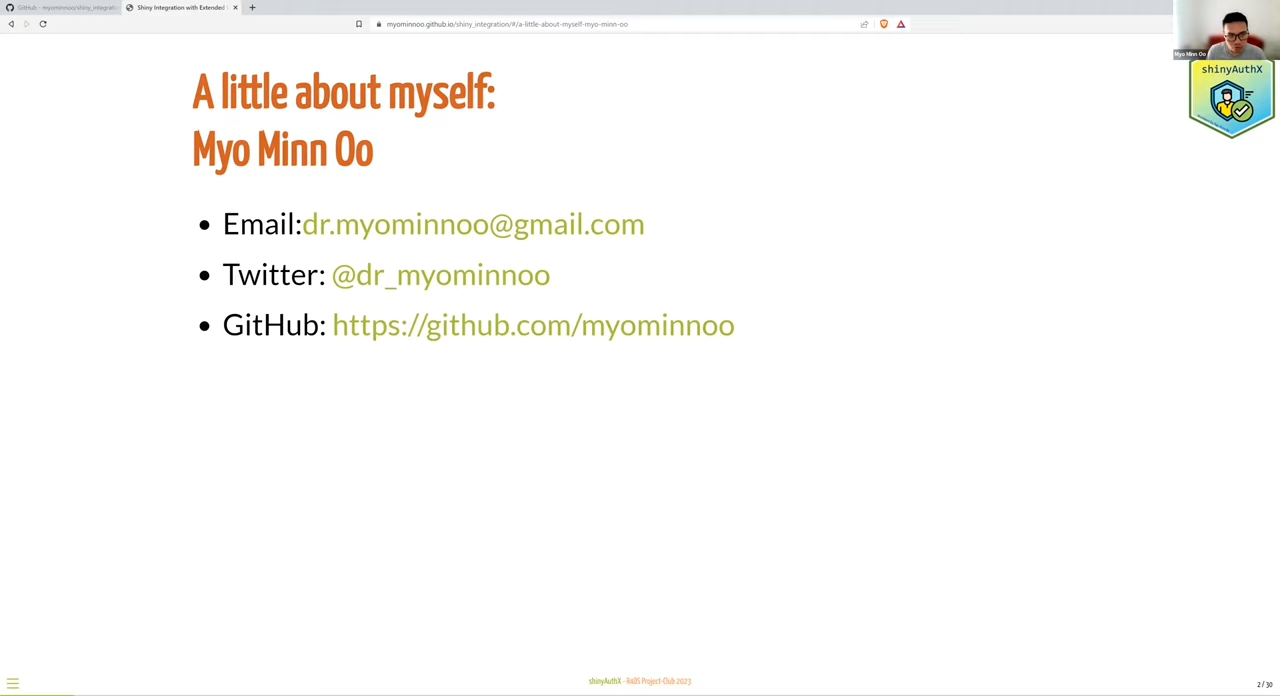 GitHub - myominnoo/shiny_integrati
Shiny Integration with Extended
myominnoo.github.io/shiny_integration/#/a-little-about-myself-myo-minn-oo
Myo Minn Oo
shinyAuthX
A little about myself:
Myo Minn Oo
• Email:dr.myominnoo@gmail.com
• Twitter: @dr_myominnoo
• GitHub: https://github.com/myominnoo
shinyAuthX - R4DS Project-Club 2023
2 / 30